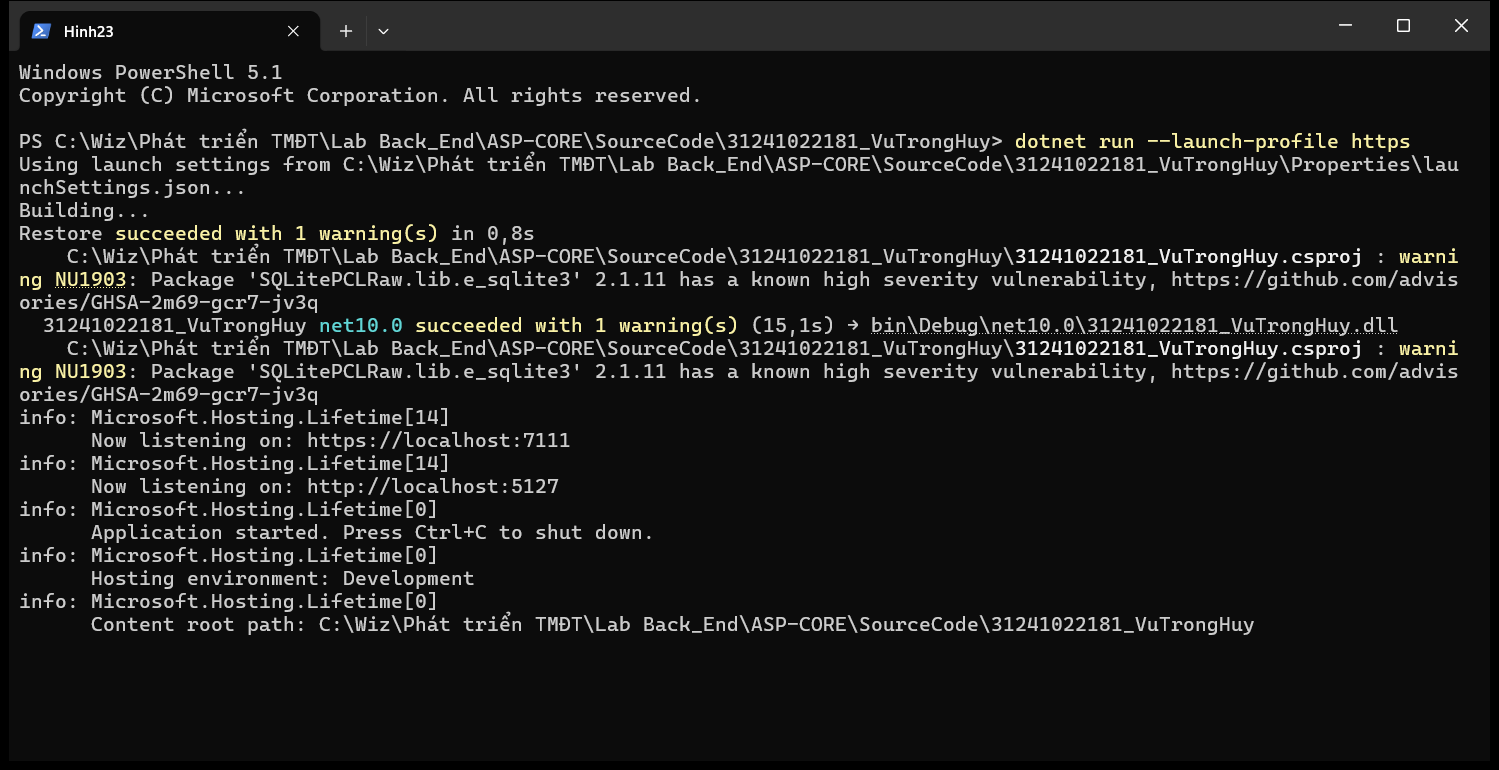 Hinh23
Windows PowerShell 5.1
Copyright (C) Microsoft Corporation. All rights reserved.
PS C:\Wiz\Phát triển TMĐT\Lab Back_End\ASP-CORE\SourceCode\31241022181_VuTrongHuy> dotnet run --launch-profile https
Using launch settings from C:\Wiz\Phát triển TMĐT\Lab Back_End\ASP-CORE\SourceCode\31241022181_VuTrongHuy\Properties\lau
nchSettings.json...
Building...
Restore succeeded with 1 warning(s) in 0,8s
    C:\Wiz\Phát triển TMĐT\Lab Back_End\ASP-CORE\SourceCode\31241022181_VuTrongHuy\31241022181_VuTrongHuy.csproj : warni
ng NU1903: Package 'SQLitePCLRaw.lib.e_sqlite3' 2.1.11 has a known high severity vulnerability, https://github.com/advis
ories/GHSA-2m69-gcr7-jv3q
  31241022181_VuTrongHuy net10.0 succeeded with 1 warning(s) (15,1s) → bin\Debug\net10.0\31241022181_VuTrongHuy.dll
    C:\Wiz\Phát triển TMĐT\Lab Back_End\ASP-CORE\SourceCode\31241022181_VuTrongHuy\31241022181_VuTrongHuy.csproj : warni
ng NU1903: Package 'SQLitePCLRaw.lib.e_sqlite3' 2.1.11 has a known high severity vulnerability, https://github.com/advis
ories/GHSA-2m69-gcr7-jv3q
info: Microsoft.Hosting.Lifetime[14]
      Now listening on: https://localhost:7111
info: Microsoft.Hosting.Lifetime[14]
      Now listening on: http://localhost:5127
info: Microsoft.Hosting.Lifetime[0]
      Application started. Press Ctrl+C to shut down.
info: Microsoft.Hosting.Lifetime[0]
      Hosting environment: Development
info: Microsoft.Hosting.Lifetime[0]
      Content root path: C:\Wiz\Phát triển TMĐT\Lab Back_End\ASP-CORE\SourceCode\31241022181_VuTrongHuy